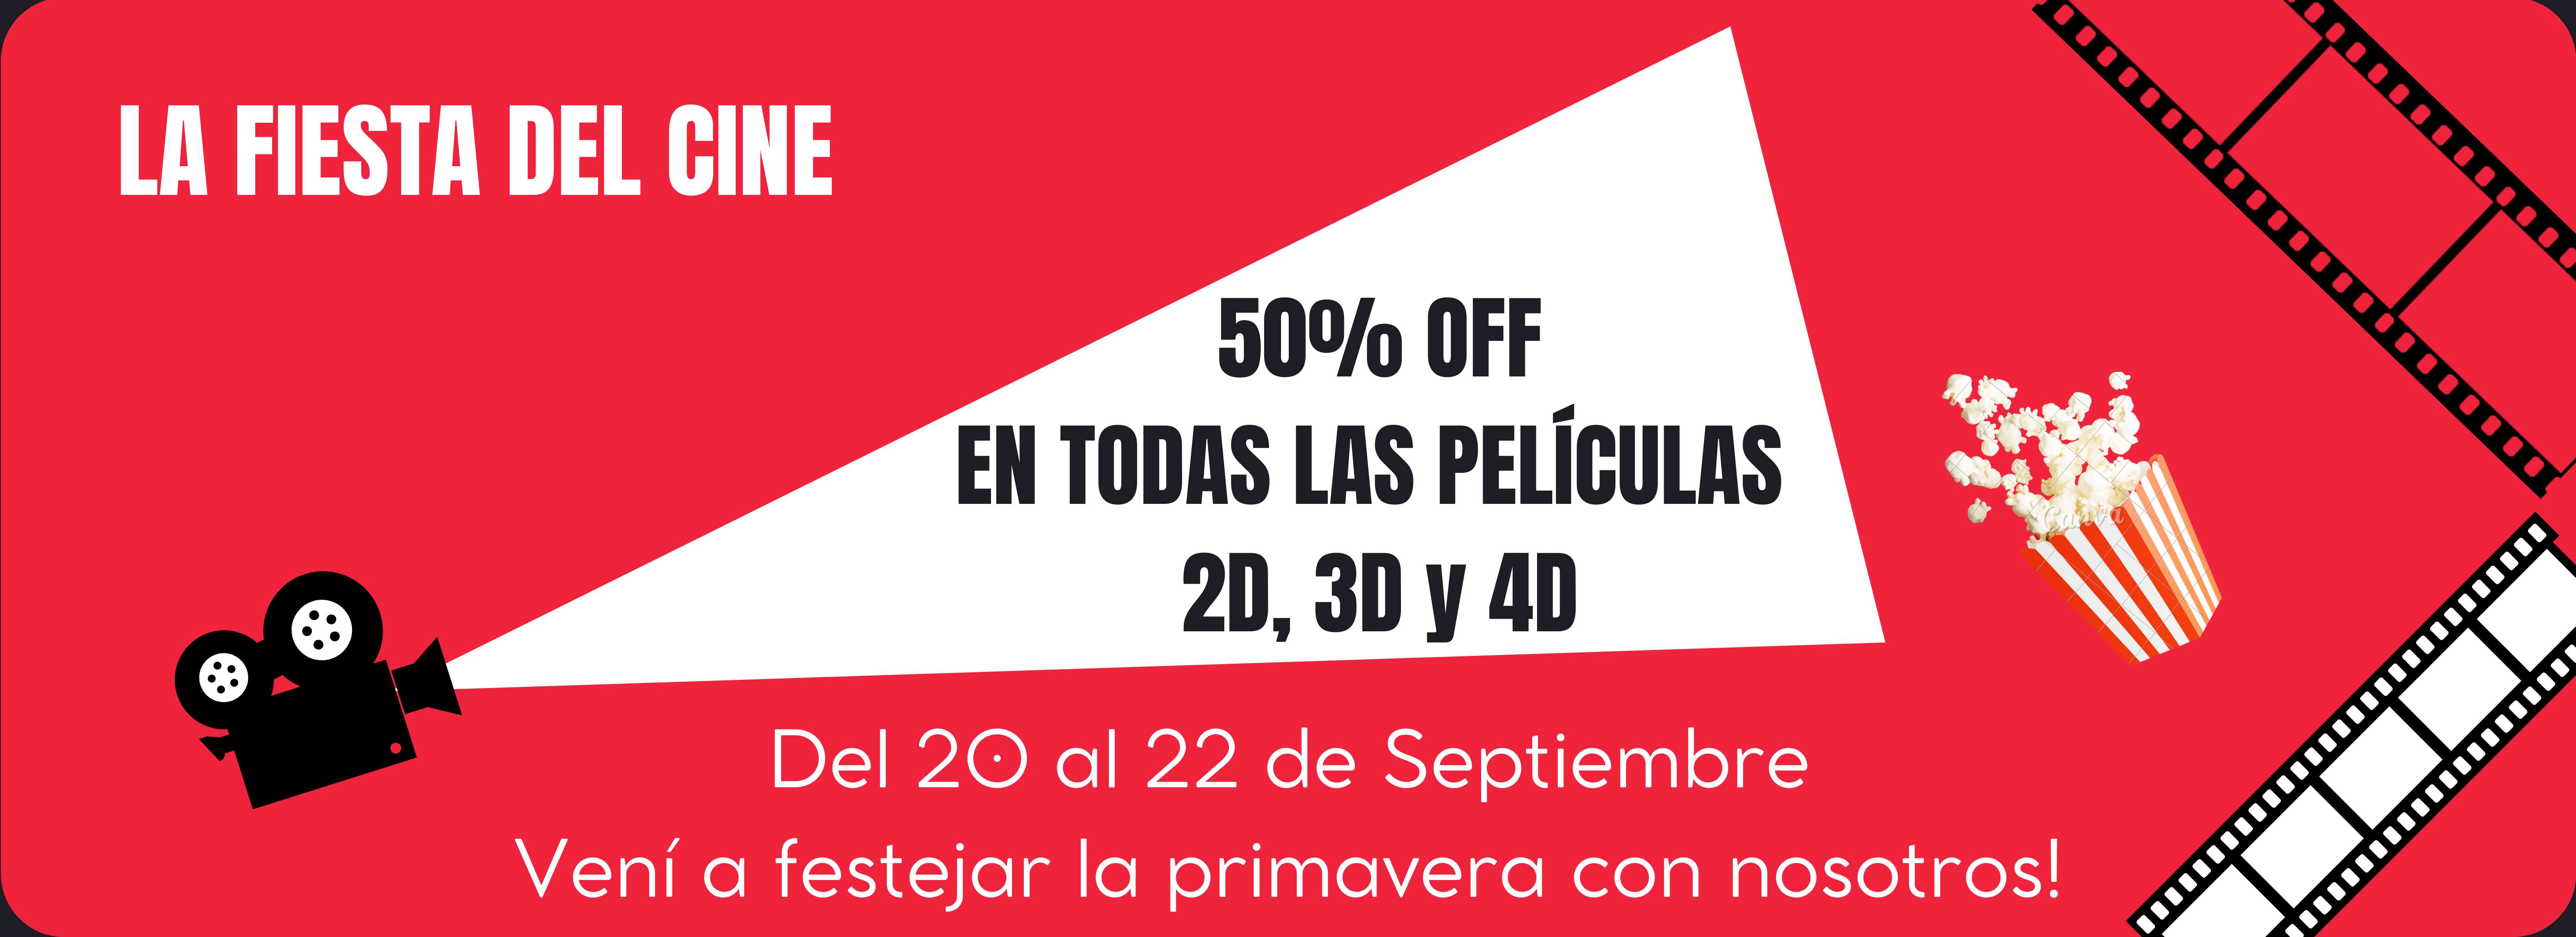 LA FIESTA DEL CINE
50% OFF
EN TODAS LAS PELÍCULAS
2D, 3D y 4D
Canva
Del 20 al 22 de Septiembre
Vení a festejar la primavera con nosotros!